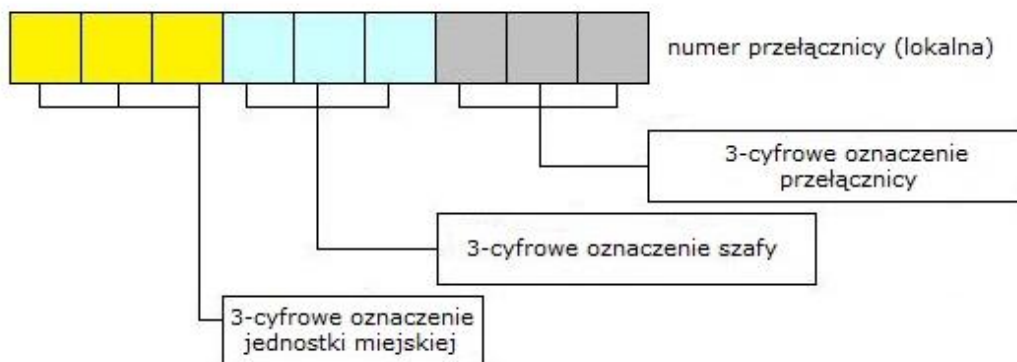 numer przełącznicy (lokalna)
3-cyfrowe oznaczenie
przełącznicy
3-cyfrowe oznaczenie szafy
3-cyfrowe oznaczenie
jednostki miejskiej